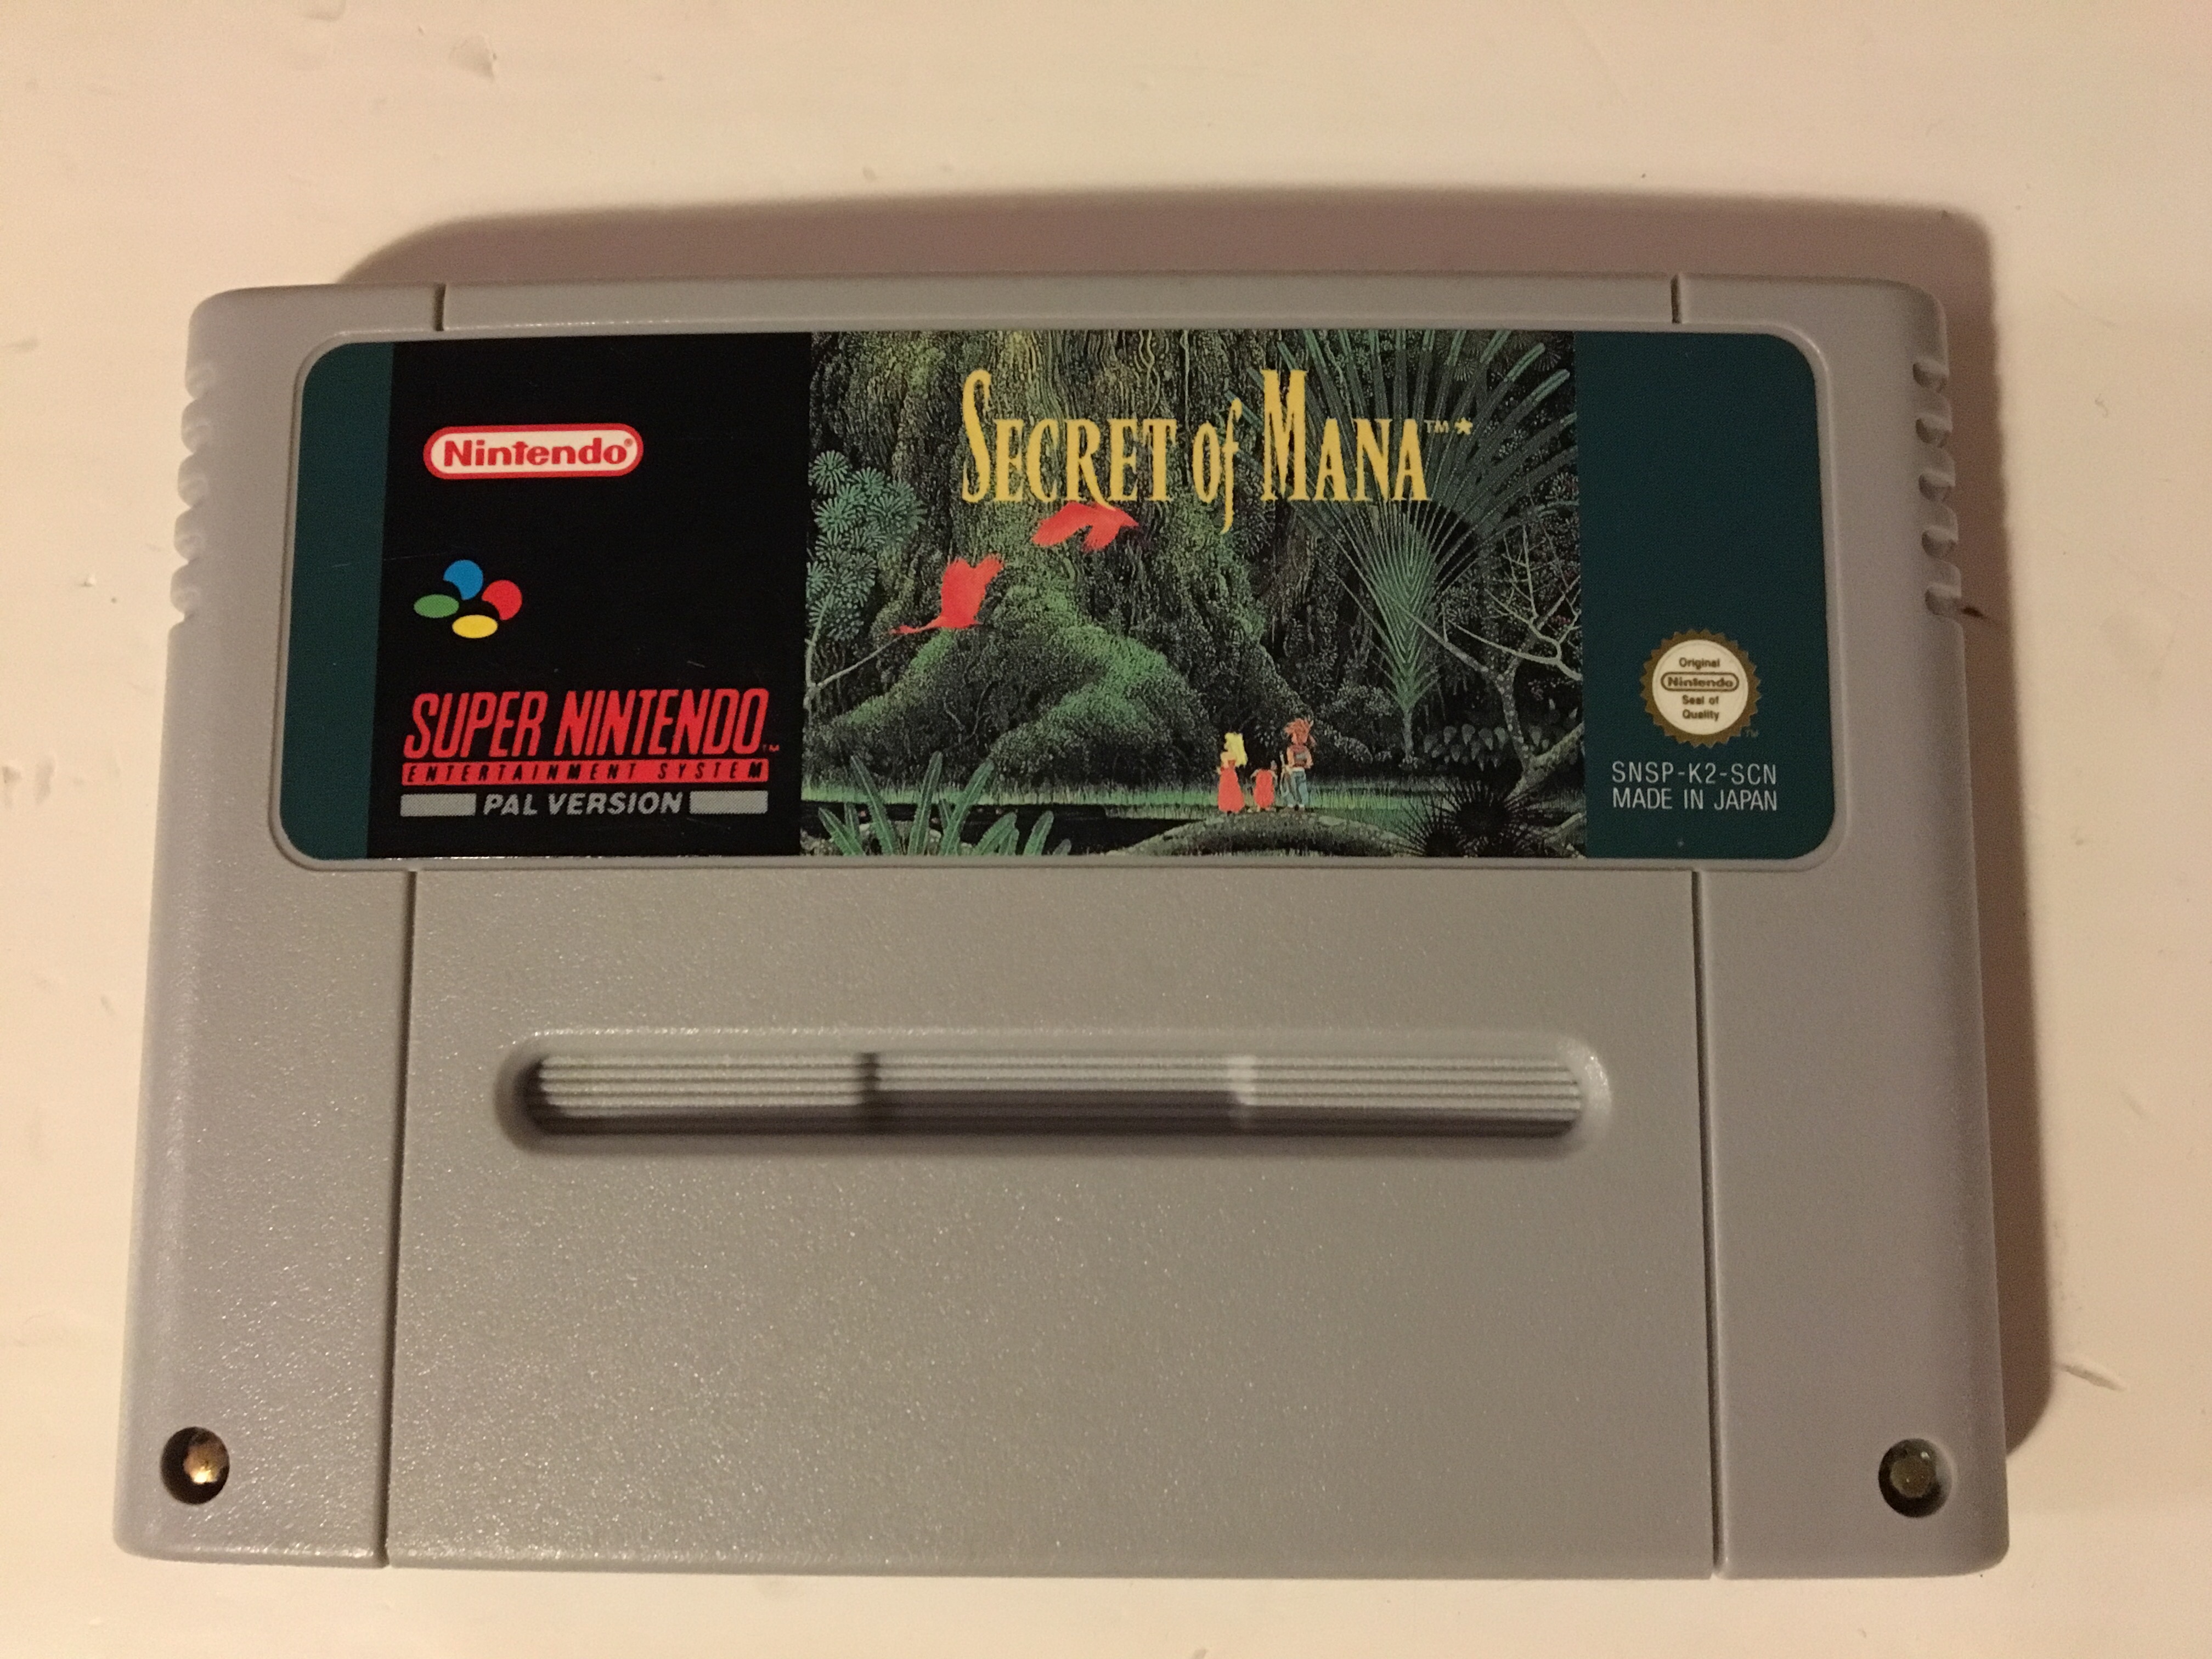 Nintendo®
SUPER NINTENDO™
ENTERTAINMENT SYSTEM
PAL VERSION
SECRET of MANA™*
Original
Nintendo
Seal of
Quality
TM
SNSP-K2-SCN
MADE IN JAPAN